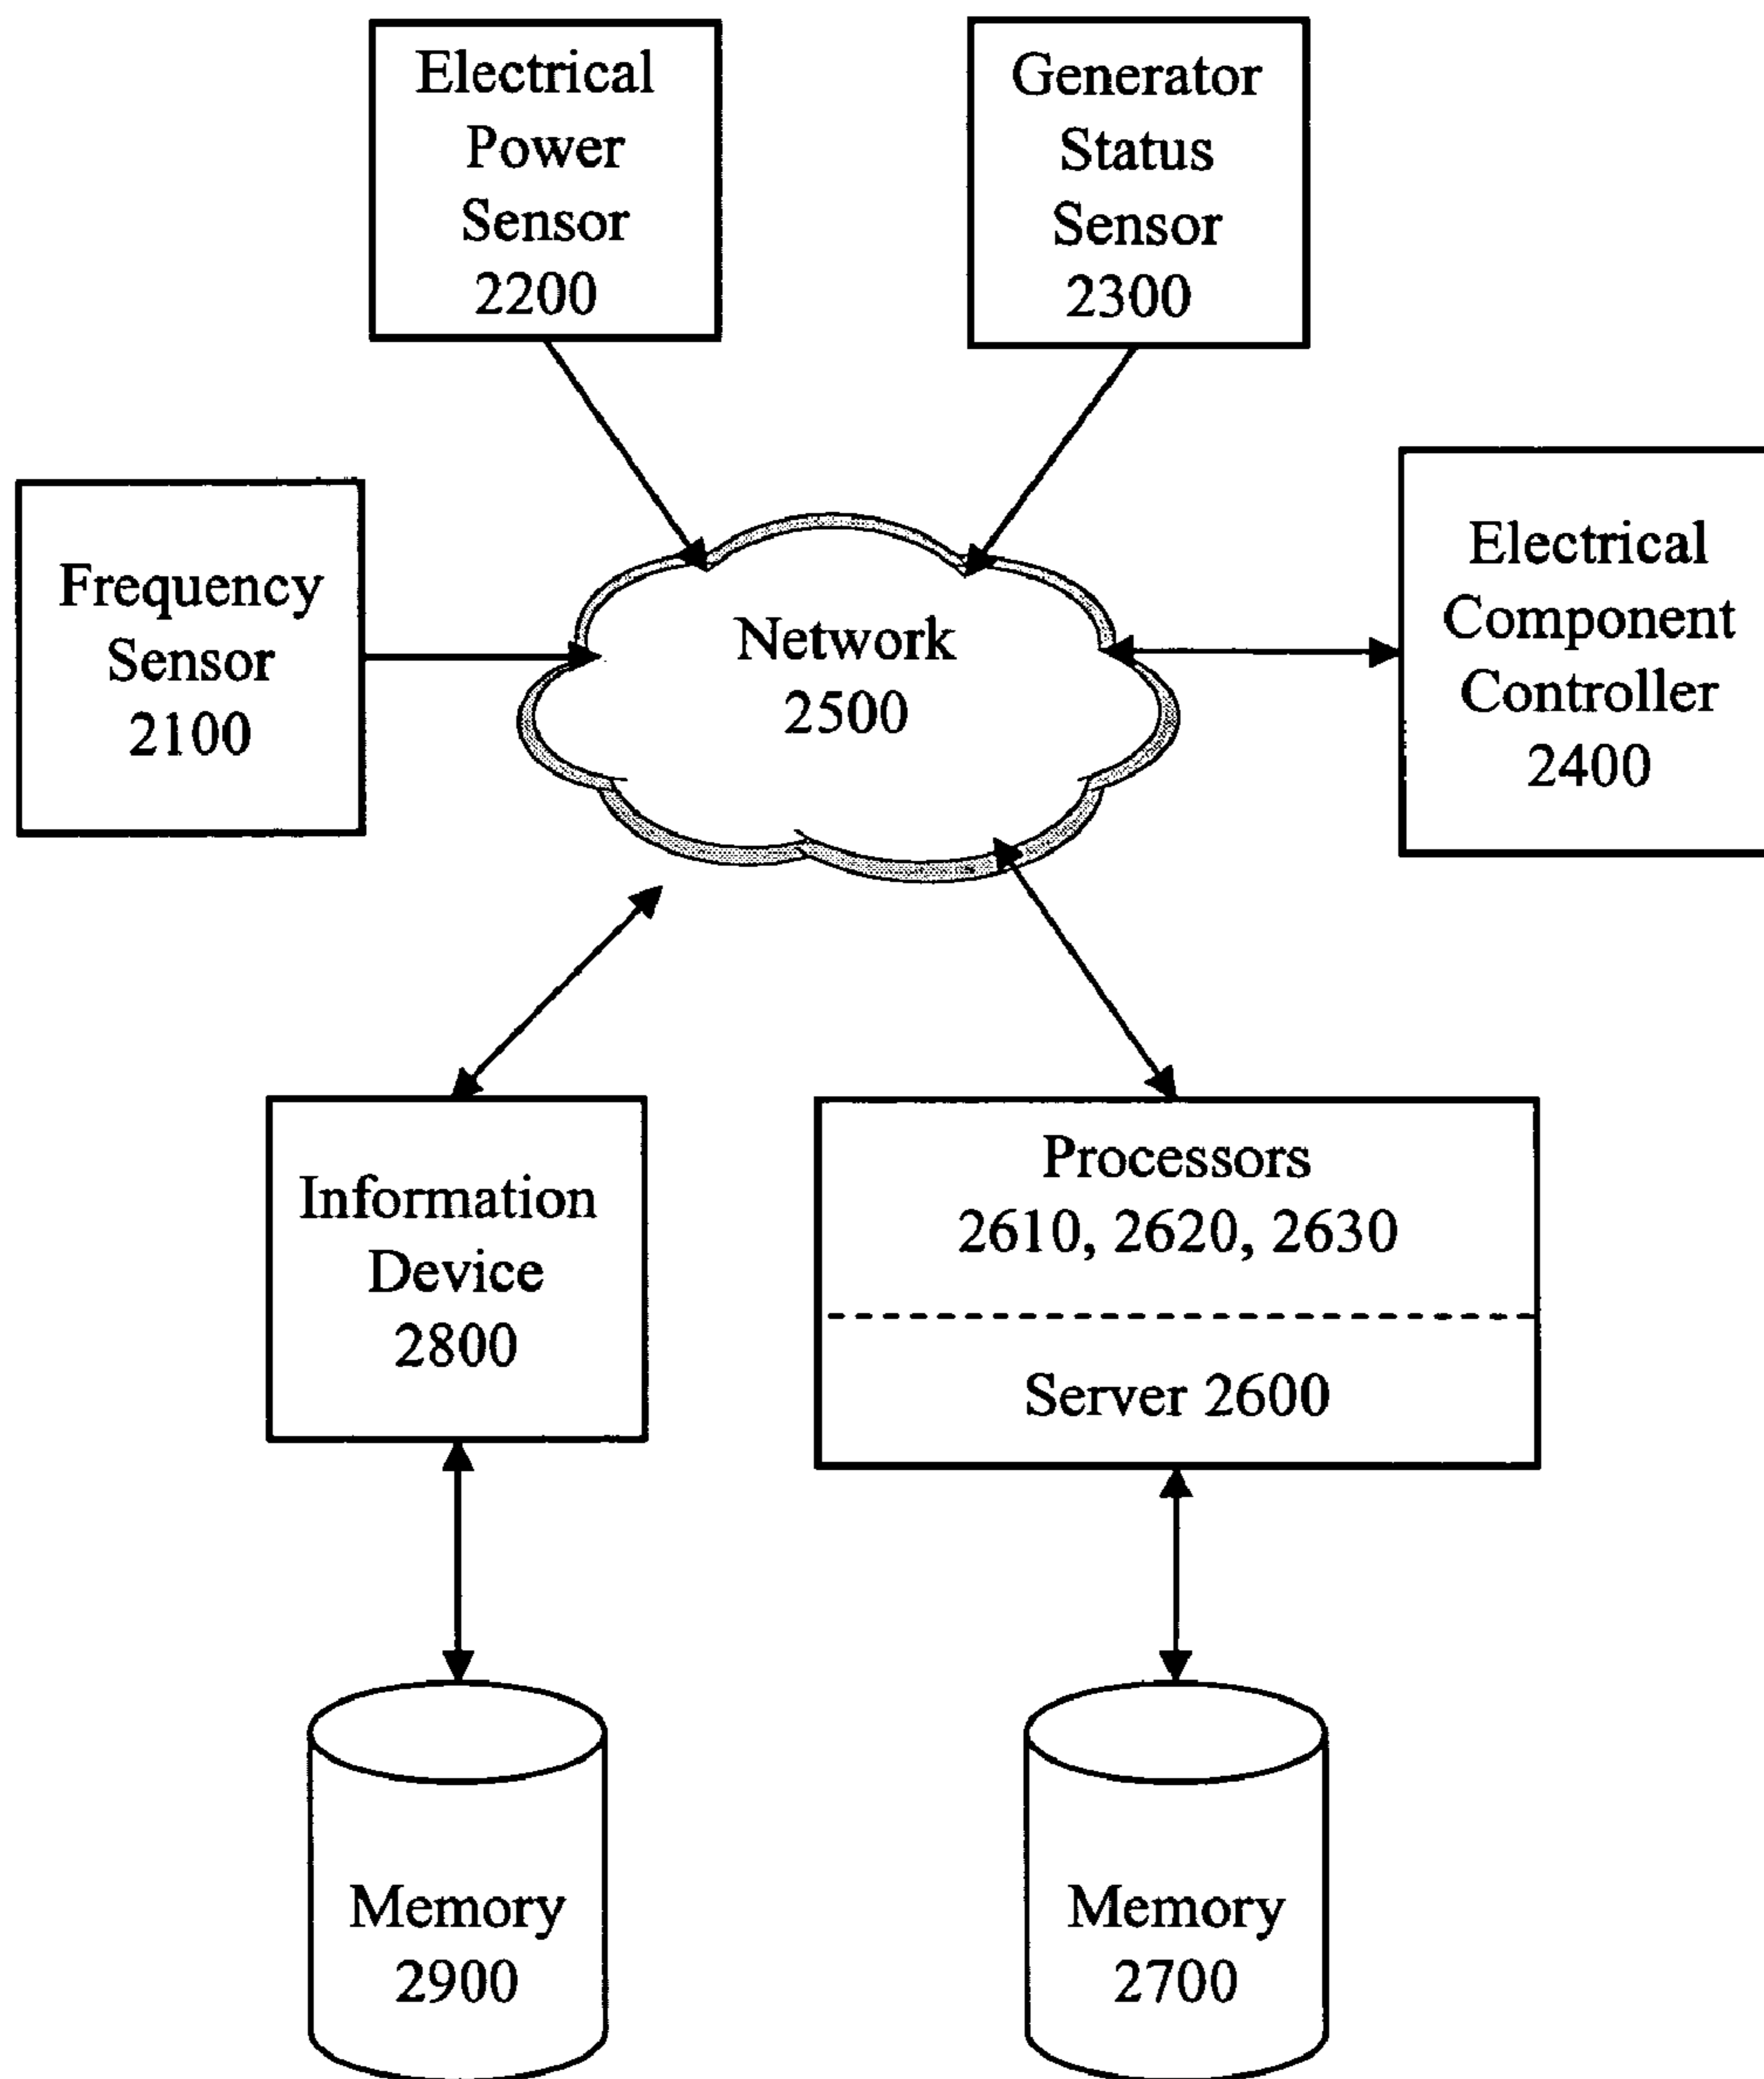 Electrical
Power
Sensor
2200
Generator
Status
Sensor
2300
Frequency
Sensor
2100
Network
2500
Electrical
Component
Controller
2400
Information
Device
2800
Processors
2610, 2620, 2630
Server 2600
Memory
2900
Memory
2700